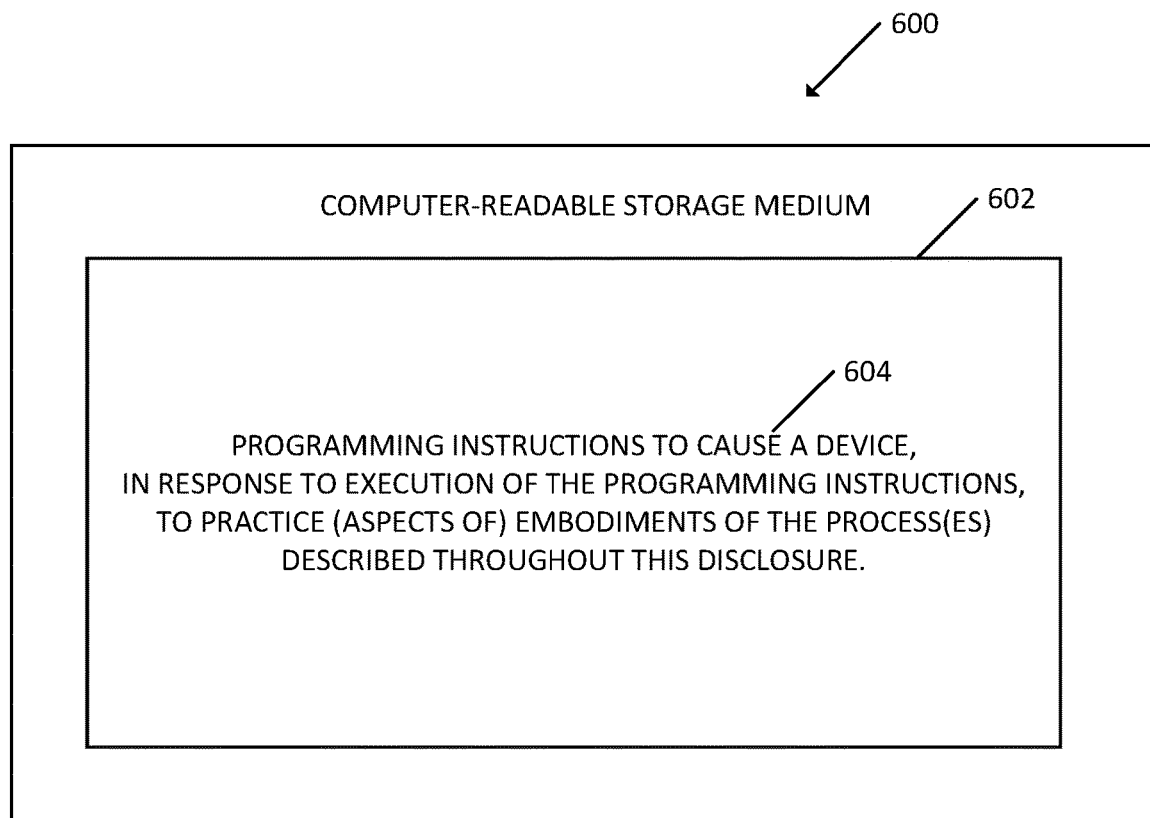 600
COMPUTER-READABLE STORAGE MEDIUM
602
604
PROGRAMMING INSTRUCTIONS TO CAUSE A DEVICE,
IN RESPONSE TO EXECUTION OF THE PROGRAMMING INSTRUCTIONS,
TO PRACTICE (ASPECTS OF) EMBODIMENTS OF THE PROCESS(ES)
DESCRIBED THROUGHOUT THIS DISCLOSURE.